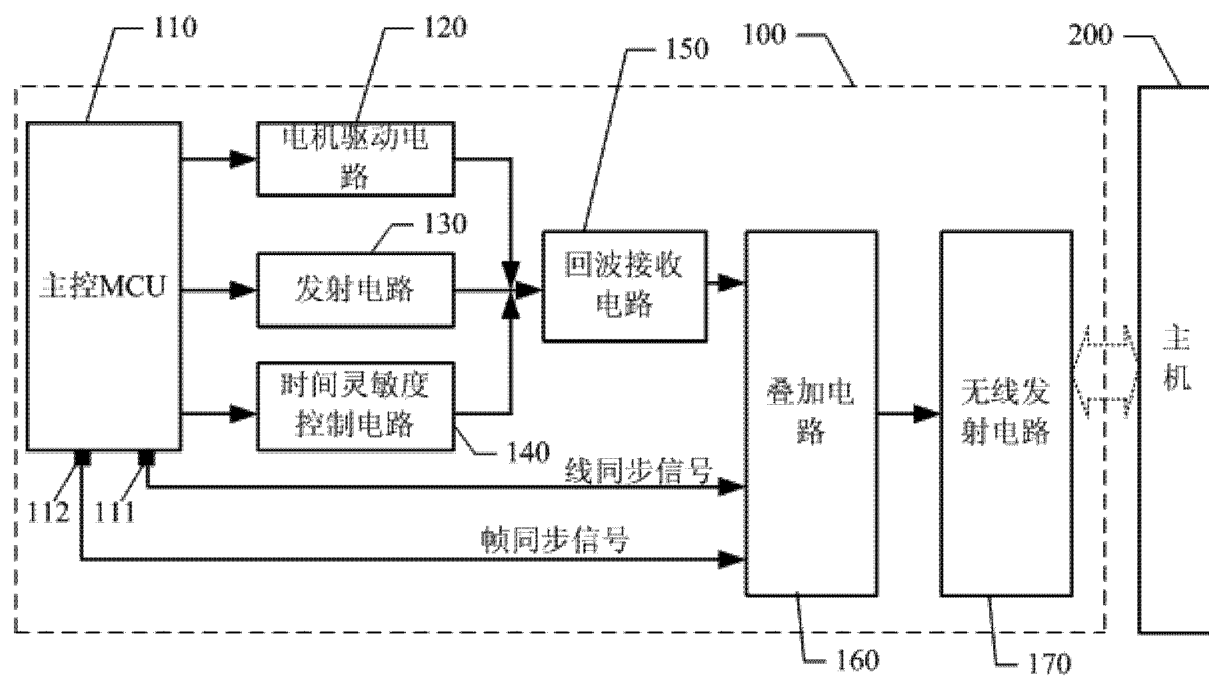 110
120
150
100
200
电机驱动电
路
130
主控MCU
发射电路
回波接收
电路
时间灵敏度
控制电路
140
叠加电
路
无线发
射电路
主
机
112
111
线同步信号
帧同步信号
160
170